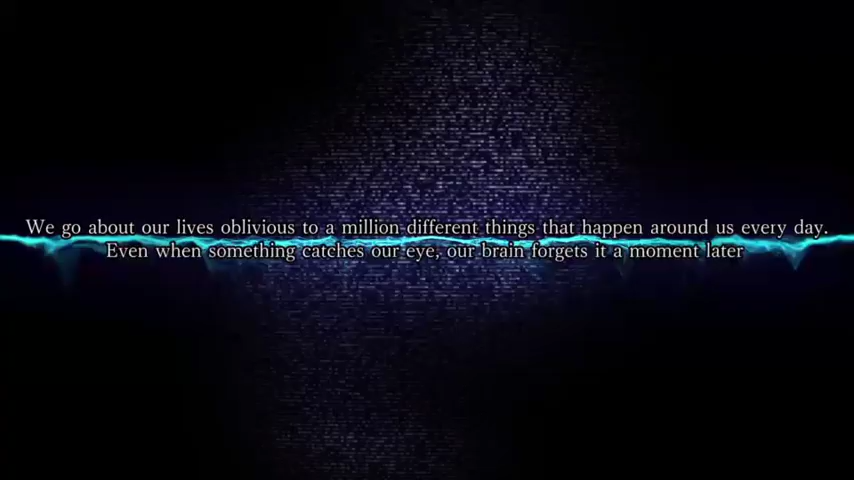 We go about our lives oblivious to a million different things that happen around us every day.
Even when something catches our eye, our brain forgets it a moment later